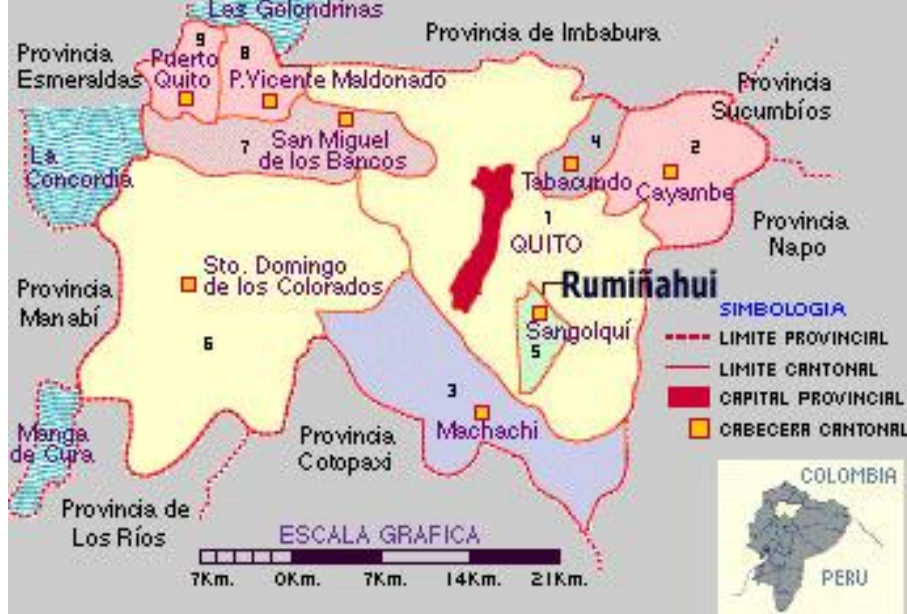 Las Golondrinas
Provincia de Imbabura
Provincia
Esmeraldas
9
Puerto
Quito
8
P. Vicente Maldonado
Provincia
Sucumbíos
7
San Miguel
de los Bancos
4
Tabacundo
2
Cayambe
La
Concordia
1
QUITO
Provincia
Napo
Sto. Domingo
de los Colorados
Rumiñahui
Provincia
Manabí
Sangolquí
5
6
3
Machachi
SIMBOLOGIA
LIMITE PROVINCIAL
LIMITE CANTONAL
CAPITAL PROVINCIAL
CABECERA CANTONAL
Manga
de Cura
Provincia
Cotopaxi
Provincia de
Los Ríos
ESCALA GRAFICA
7Km. 0Km. 7Km. 14Km. 21Km.
COLOMBIA
PERU